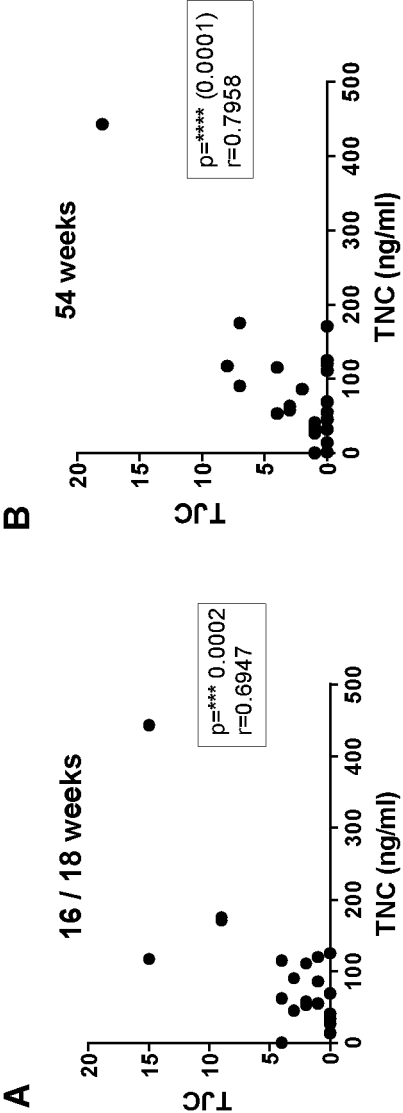 A
16 / 18 weeks
20
15
10
5
0
TJC
p=*** 0.0002
r=0.6947
0
100
200
300
400
500
TNC (ng/ml)
B
54 weeks
20
15
10
5
0
TJC
p=**** (0.0001)
r=0.7958
0
100
200
300
400
500
TNC (ng/ml)